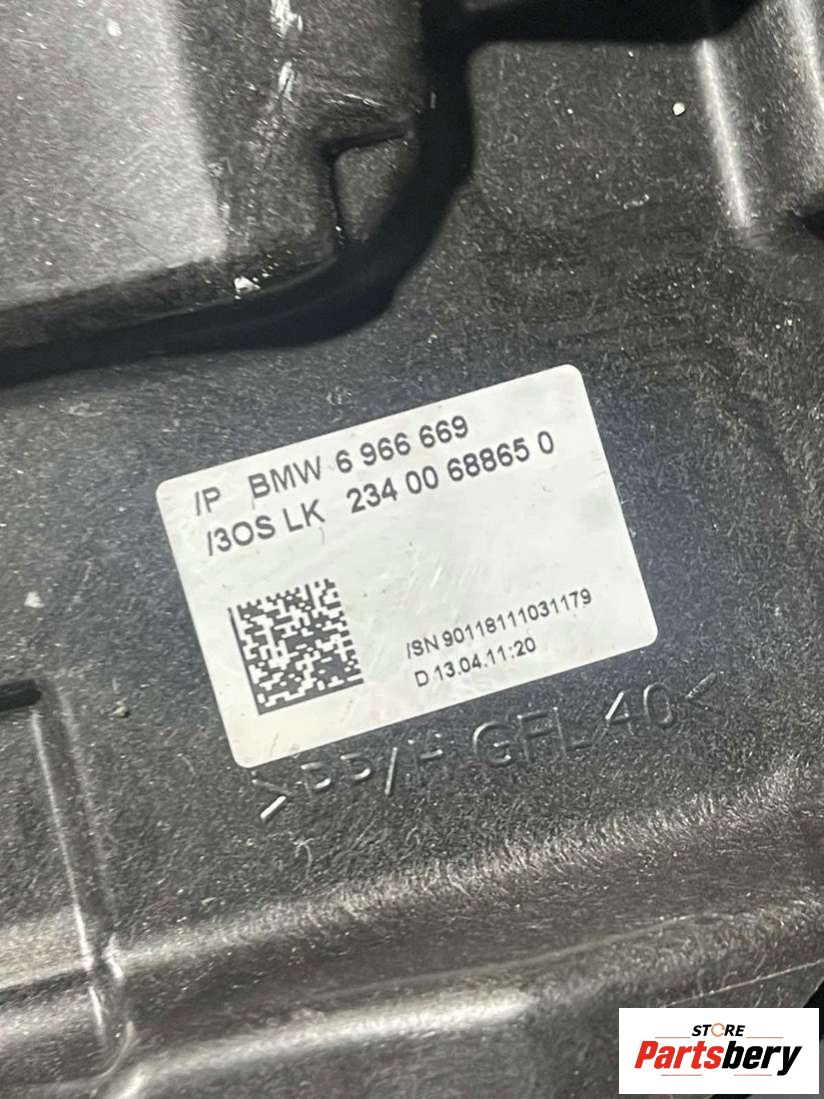 /P BMW 6 966 669
/3OS LK 234 00 68865 0
/SN 90118111031179
D 13.04.11:20
>PP/H GFL40<
STORE
Partsbery